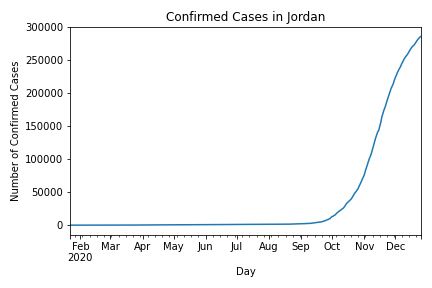 Confirmed Cases in Jordan
300000
250000
200000
150000
100000
50000
0
Number of Confirmed Cases
Feb Mar Apr May Jun Jul Aug Sep Oct Nov Dec
2020
Day